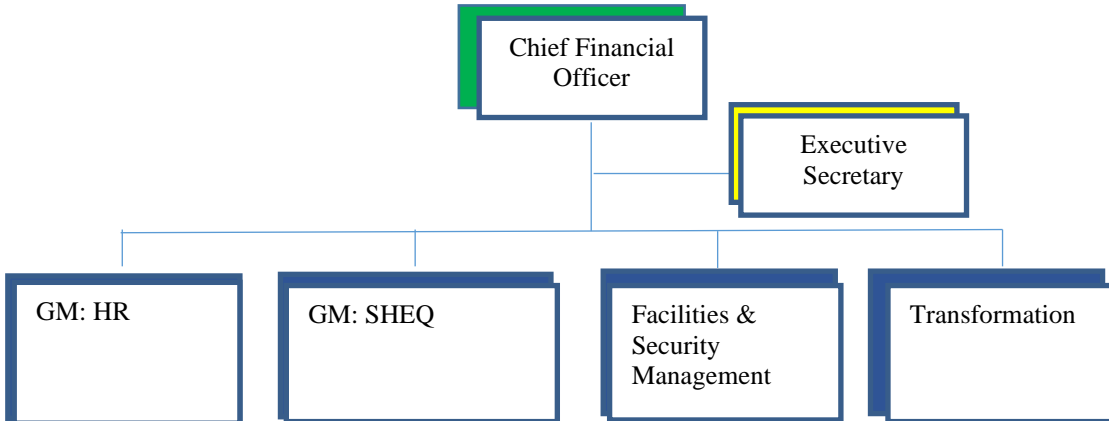 Chief Financial
Officer
Executive
Secretary
GM: HR
GM: SHEQ
Facilities &
Security
Management
Transformation